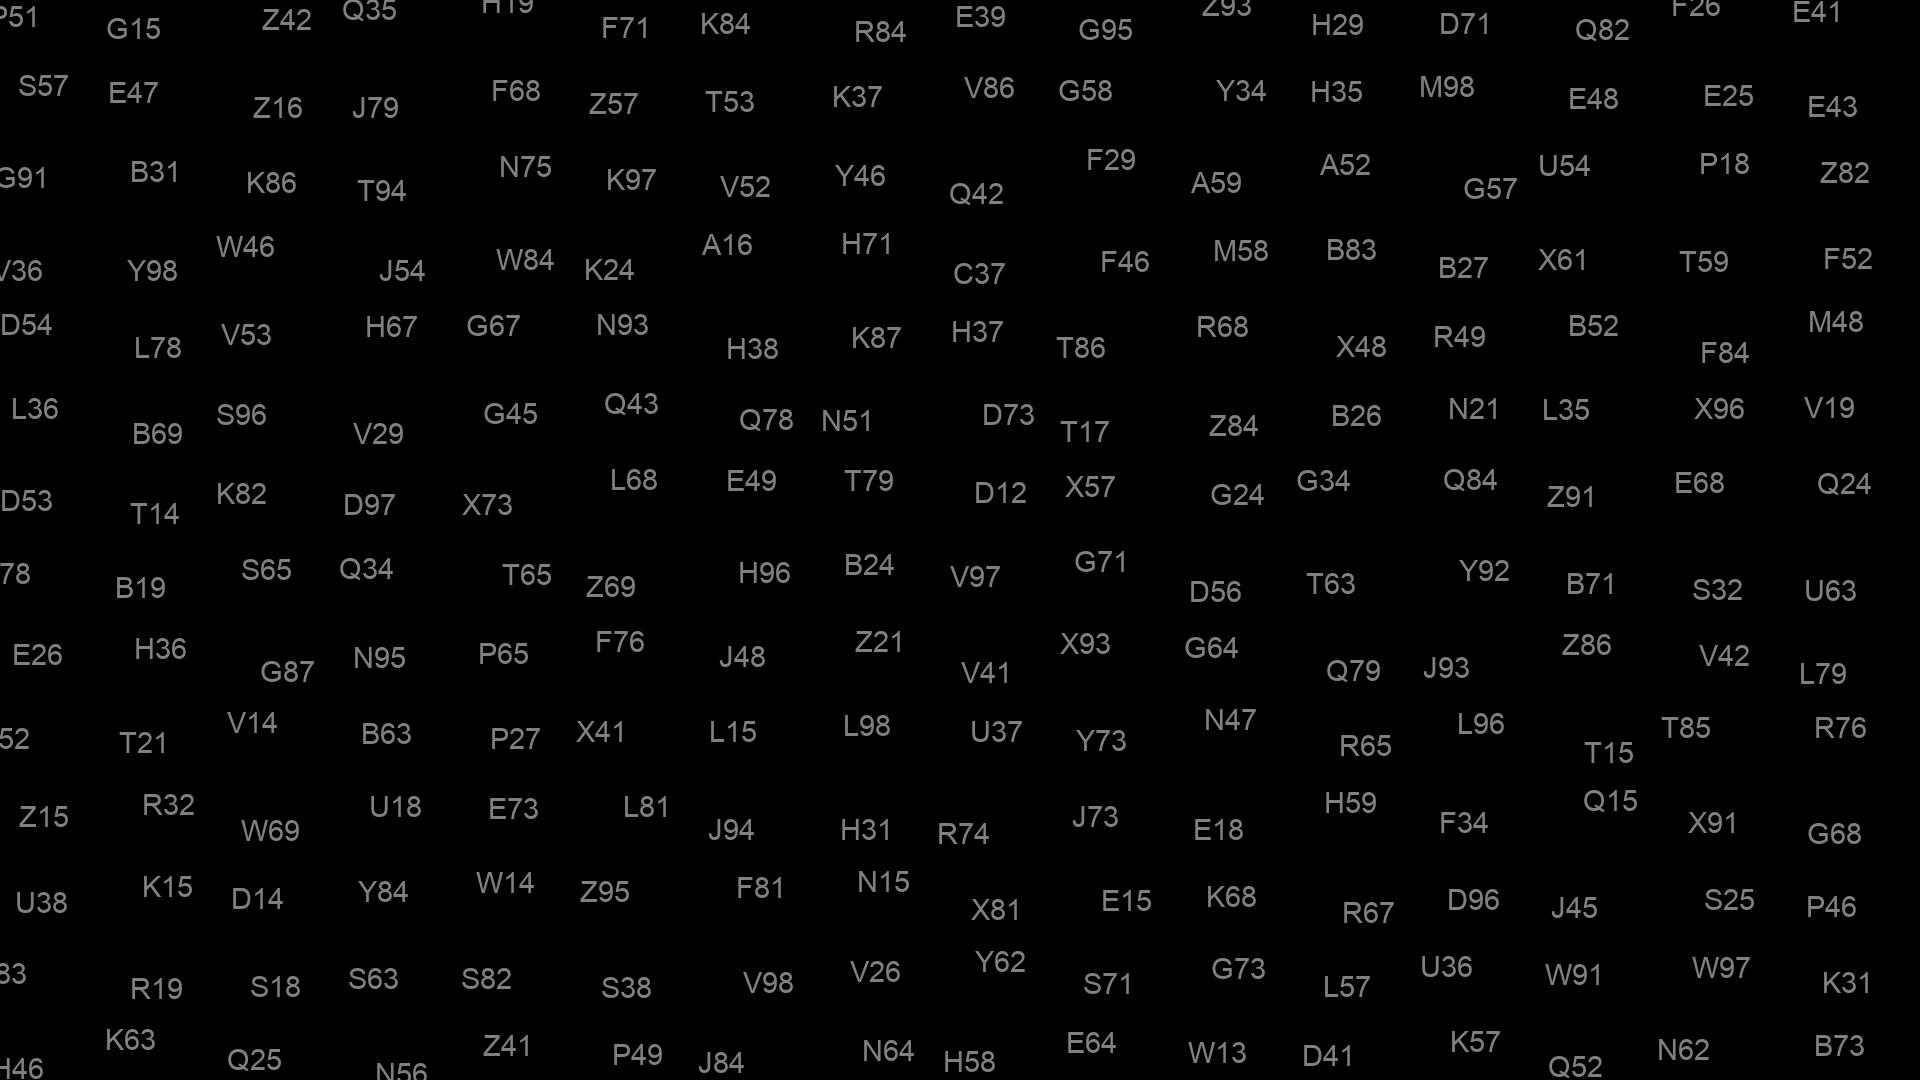 P51 G15 Z42 Q35 H19 F71 K84 R84 E39 G95 Z93 H29 D71 Q82 F26 E41
S57 E47 Z16 J79 F68 Z57 T53 K37 V86 G58 Y34 H35 M98 E48 E25 E43
G91 B31 K86 T94 N75 K97 V52 Y46 Q42 F29 A59 A52 G57 U54 P18 Z82
V36 Y98 W46 J54 W84 K24 A16 H71 C37 F46 M58 B83 B27 X61 T59 F52
D54 L78 V53 H67 G67 N93 H38 K87 H37 T86 R68 X48 R49 B52 F84 M48
L36 B69 S96 V29 G45 Q43 Q78 N51 D73 T17 Z84 B26 N21 L35 X96 V19
D53 T14 K82 D97 X73 L68 E49 T79 D12 X57 G24 G34 Q84 Z91 E68 Q24
78 B19 S65 Q34 T65 Z69 H96 B24 V97 G71 D56 T63 Y92 B71 S32 U63
E26 H36 G87 N95 P65 F76 J48 Z21 V41 X93 G64 Q79 J93 Z86 V42 L79
52 T21 V14 B63 P27 X41 L15 L98 U37 Y73 N47 R65 L96 T15 T85 R76
Z15 R32 W69 U18 E73 L81 J94 H31 R74 J73 E18 H59 F34 Q15 X91 G68
U38 K15 D14 Y84 W14 Z95 F81 N15 X81 E15 K68 R67 D96 J45 S25 P46
83 R19 S18 S63 S82 S38 V98 V26 Y62 S71 G73 L57 U36 W91 W97 K31
H46 K63 Q25 N56 Z41 P49 J84 N64 H58 E64 W13 D41 K57 Q52 N62 B73